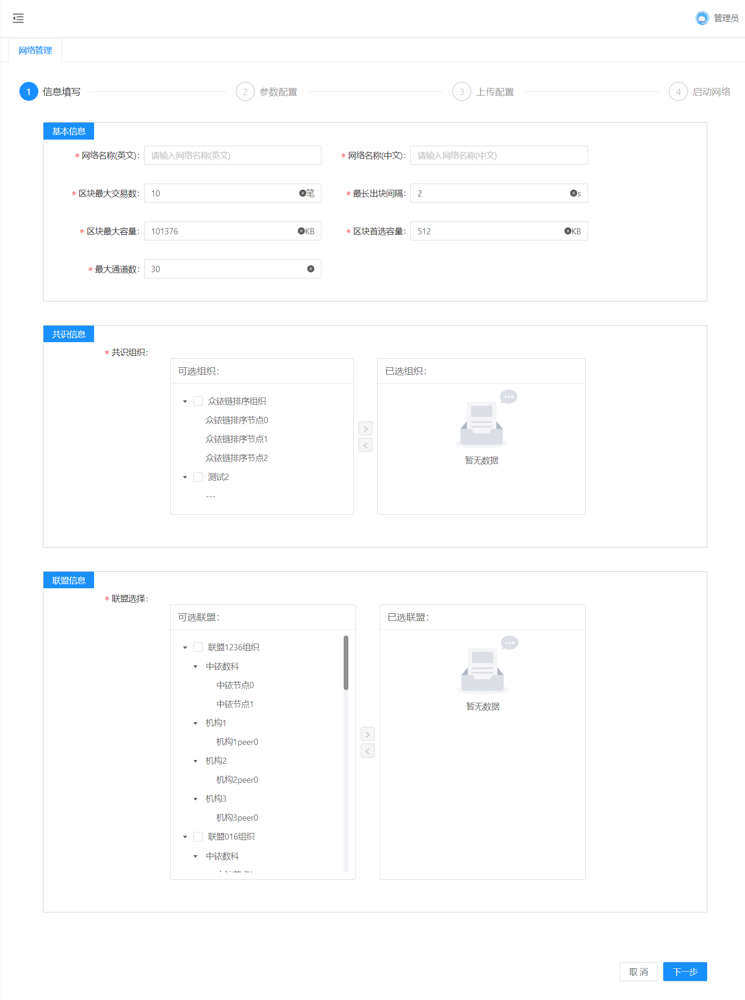 管理员
网络管理
1 信息填写 2 参数配置 3 上传配置 4 启动网络
基本信息
* 网络名称(英文): 请输入网络名称(英文) * 网络名称(中文): 请输入网络名称(中文)
* 区块最大交易数: 10 笔 * 最长出块间隔: 2 s
* 区块最大容量: 101376 KB * 区块首选容量: 512 KB
* 最大通道数: 30
共识信息
* 共识组织:
可选组织: 已选组织:
众铱链排序组织
众铱链排序节点0
众铱链排序节点1
众铱链排序节点2
测试2
---
暂无数据
联盟信息
* 联盟选择:
可选联盟: 已选联盟:
联盟1236组织
中铱数科
中铱节点0
中铱节点1
机构1
机构1peer0
机构2
机构2peer0
机构3
机构3peer0
联盟016组织
中铱数科
暂无数据
取 消 下一步